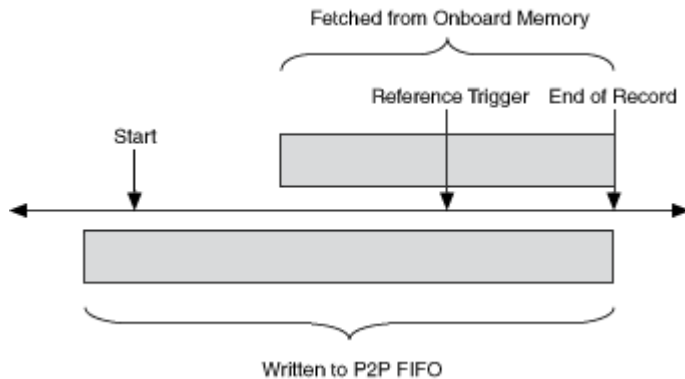 Fetched from Onboard Memory
Reference Trigger
End of Record
Start
Written to P2P FIFO